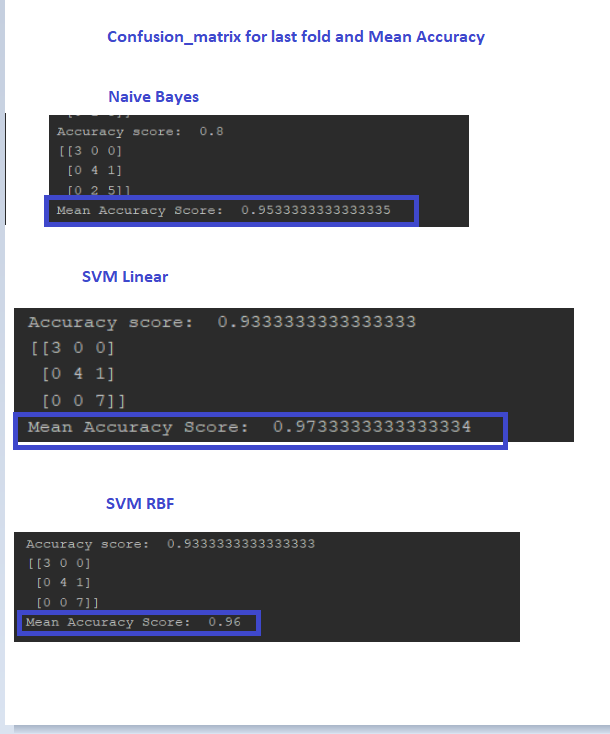 Confusion_matrix for last fold and Mean Accuracy
Naive Bayes
Accuracy score:  0.8
[[3 0 0]
 [0 4 1]
 [0 2 5]]
Mean Accuracy Score:  0.9533333333333335
SVM Linear
Accuracy score:  0.9333333333333333
[[3 0 0]
 [0 4 1]
 [0 0 7]]
Mean Accuracy Score:  0.9733333333333334
SVM RBF
Accuracy score:  0.9333333333333333
[[3 0 0]
 [0 4 1]
 [0 0 7]]
Mean Accuracy Score:  0.96